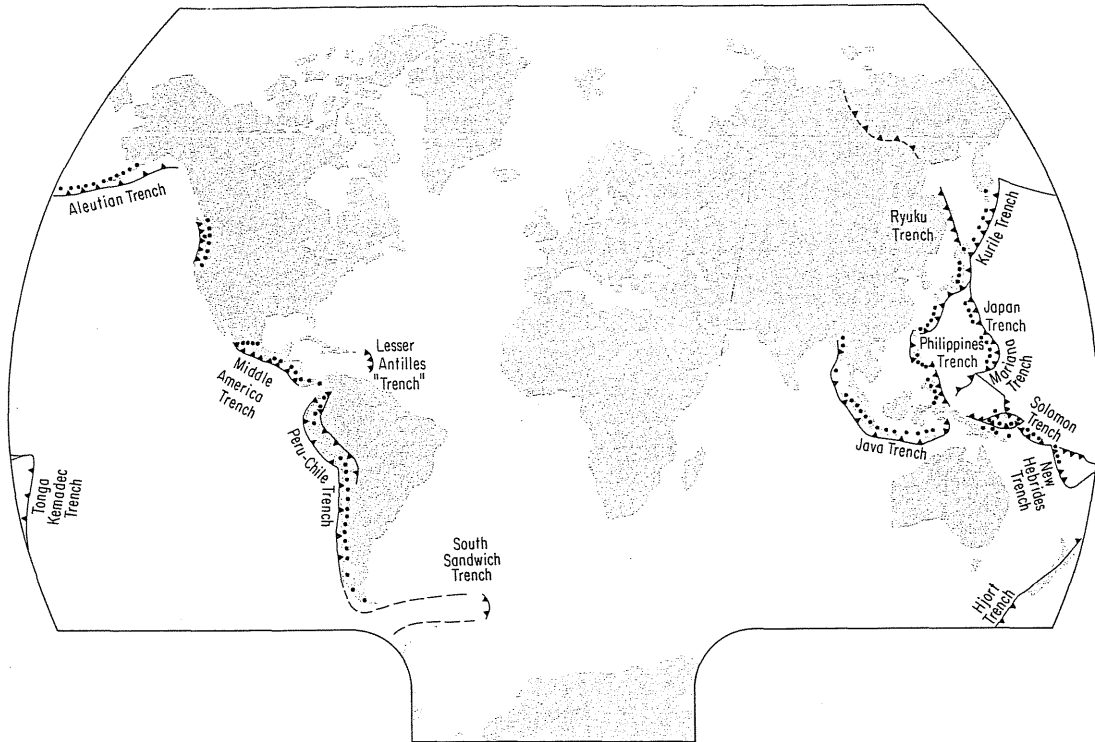 Aleutian Trench
Ryuku
Trench
Kurile Trench
Japan
Trench
Lesser
Antilles
"Trench"
Philippines
Trench
Mariana
Trench
Middle
America
Trench
Solomon
Trench
Java Trench
Peru-Chile Trench
New
Hebrides
Trench
Tonga
Kemadec
Trench
South
Sandwich
Trench
Hjort
Trench